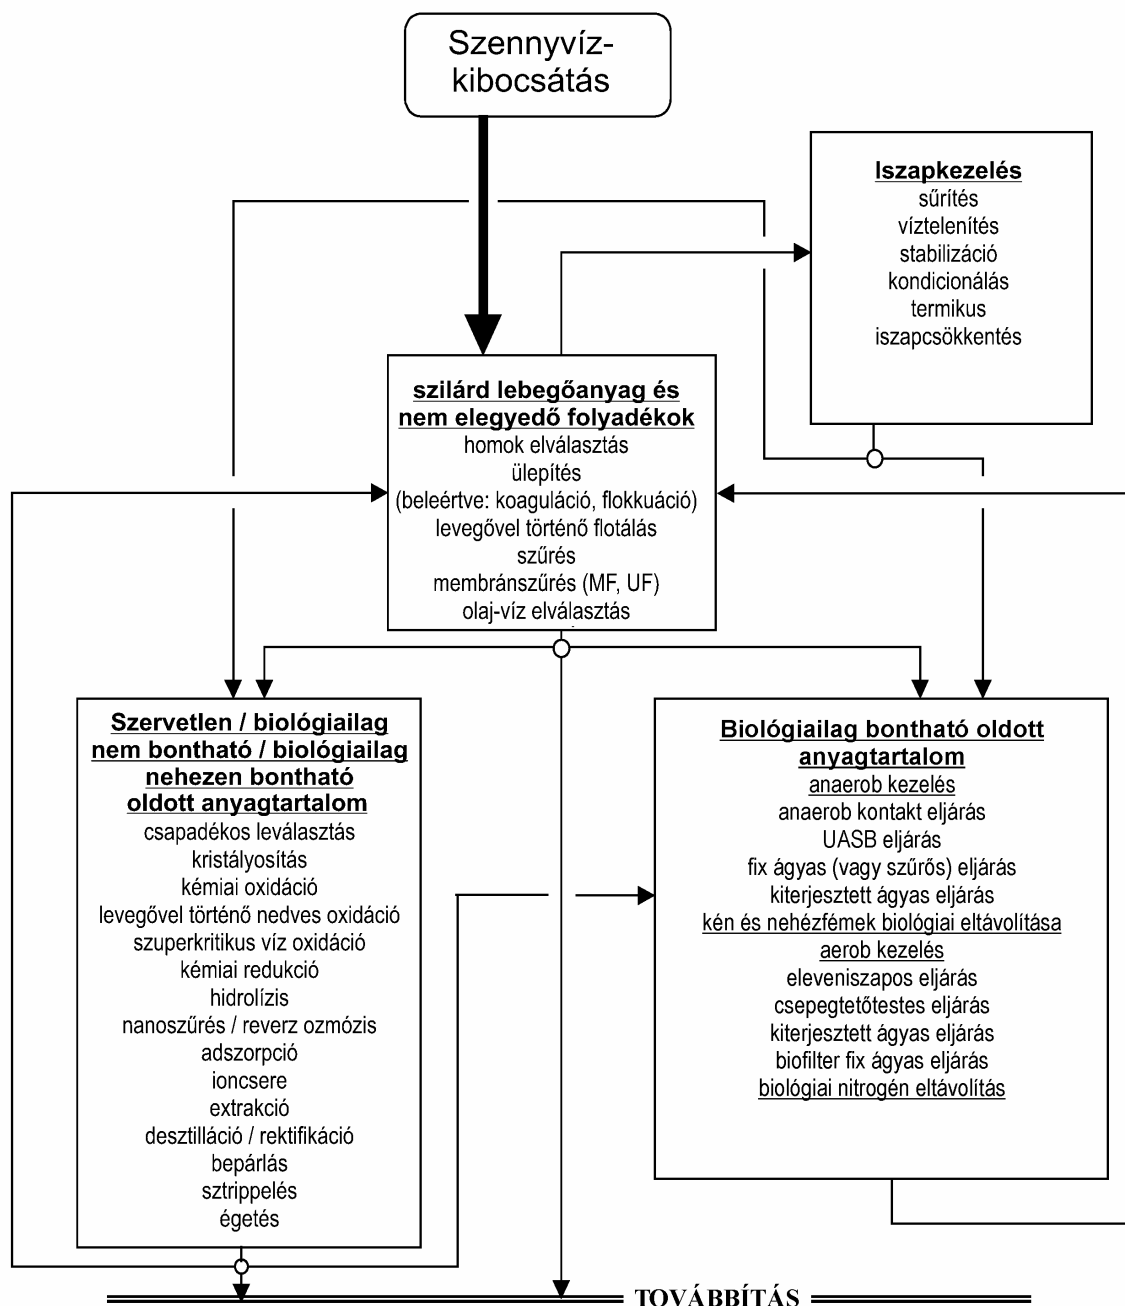 Szennyvíz-
kibocsátás
Iszapkezelés
sűrítés
víztelenítés
stabilizáció
kondicionálás
termikus
iszapcsökkentés
szilárd lebegőanyag és
nem elegyedő folyadékok
homok elválasztás
ülepítés
(beleértve: koaguláció, flokkuáció)
levegővel történő flotálás
szűrés
membránszűrés (MF, UF)
olaj-víz elválasztás
Szervetlen / biológiailag
nem bontható / biológiailag
nehezen bontható
oldott anyagtartalom
csapadékos leválasztás
kristályosítás
kémiai oxidáció
levegővel történő nedves oxidáció
szuperkritikus víz oxidáció
kémiai redukció
hidrolízis
nanoszűrés / reverz ozmózis
adszorpció
ioncsere
extrakció
desztilláció / rektifikáció
bepárlás
sztrippelés
égetés
Biológiailag bontható oldott
anyagtartalom
anaerob kezelés
anaerob kontakt eljárás
UASB eljárás
fix ágyas (vagy szűrős) eljárás
kiterjesztett ágyas eljárás
kén és nehézfémek biológiai eltávolítása
aerob kezelés
eleveniszapos eljárás
csepegtetőtestes eljárás
kiterjesztett ágyas eljárás
biofilter fix ágyas eljárás
biológiai nitrogén eltávolítás
TOVÁBBÍTÁS